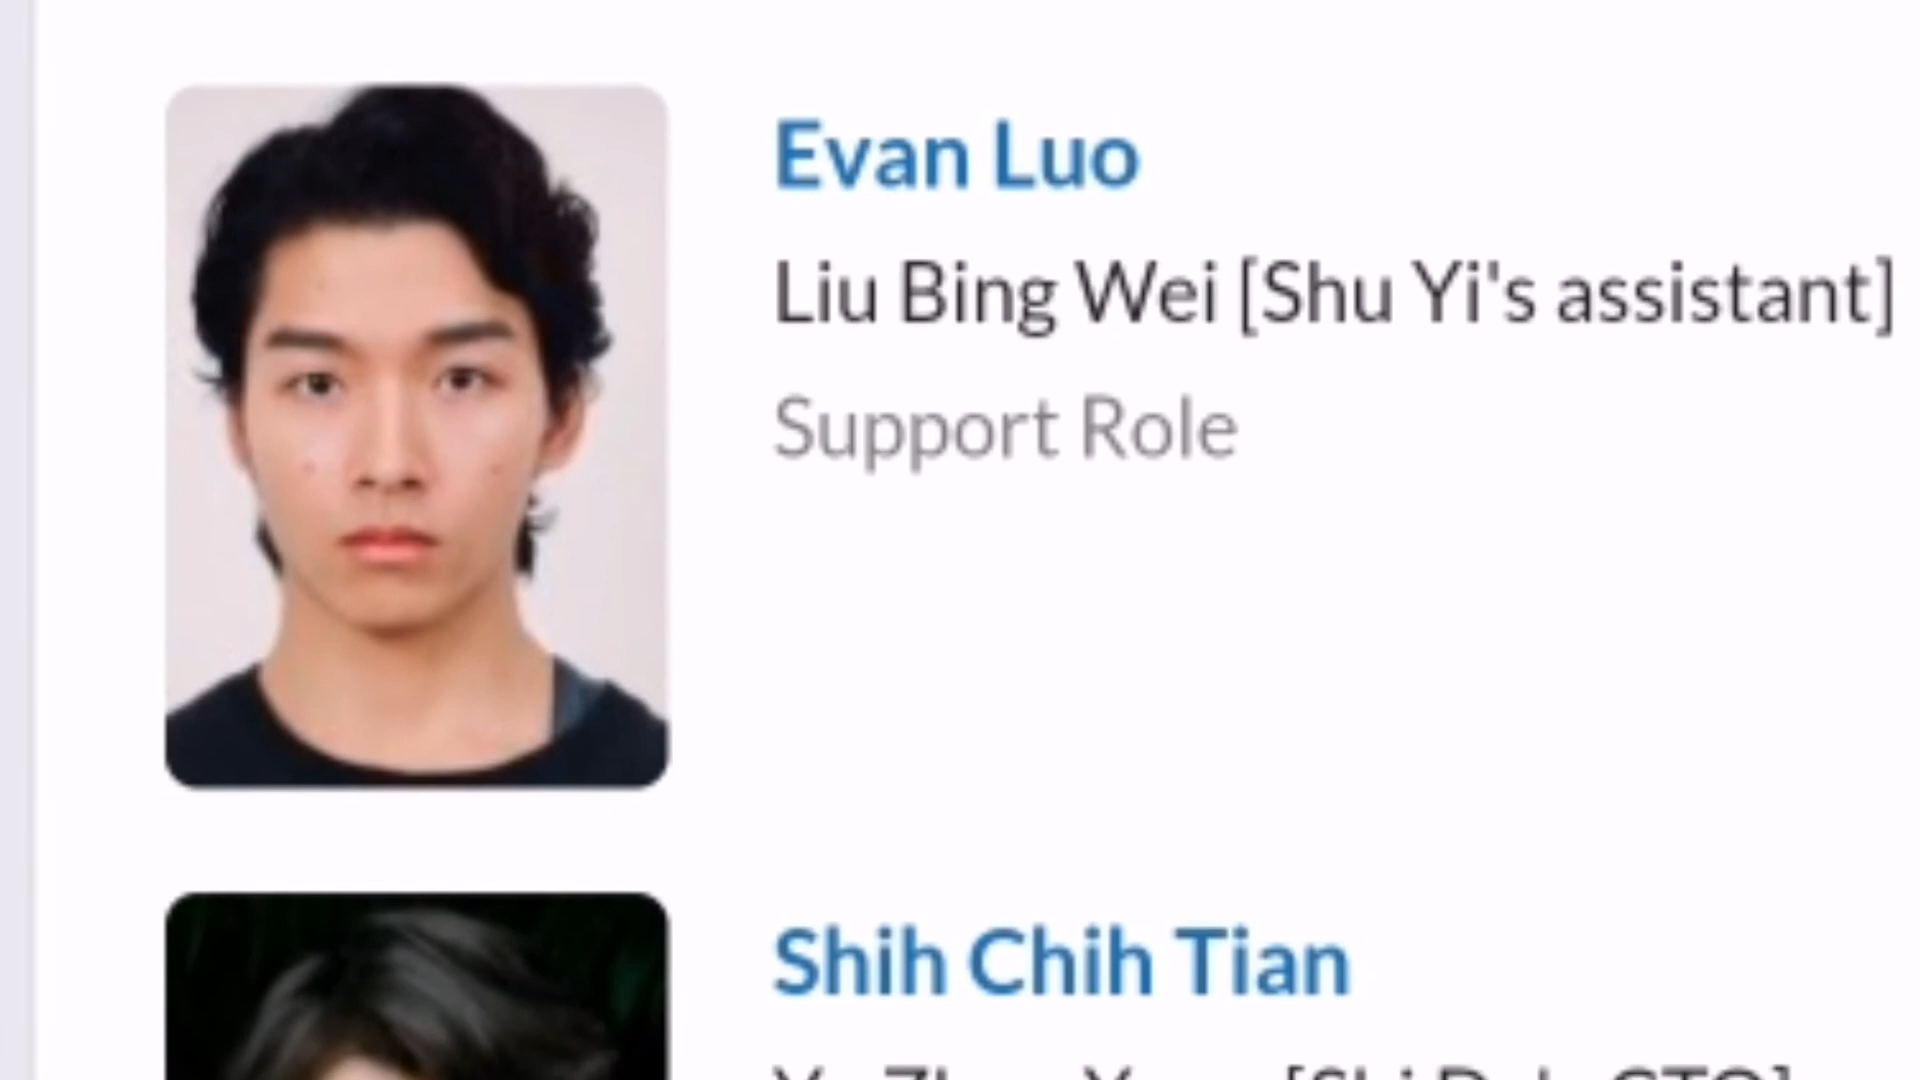 Evan Luo
Liu Bing Wei [Shu Yi's assistant]
Support Role
Shih Chih Tian